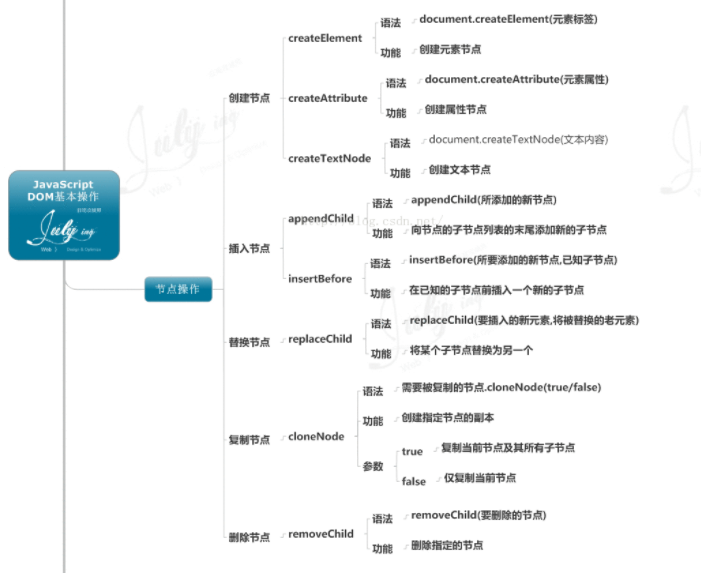 JavaScript
DOM基本操作
July ing
节点操作
创建节点
createElement
语法
document.createElement(元素标签)
功能
创建元素节点
createAttribute
语法
document.createAttribute(元素属性)
功能
创建属性节点
createTextNode
语法
document.createTextNode(文本内容)
功能
创建文本节点
插入节点
appendChild
语法
appendChild(所添加的新节点)
功能
向节点的子节点列表的末尾添加新的子节点
insertBefore
语法
insertBefore(所要添加的新节点,已知子节点)
功能
在已知的子节点前插入一个新的子节点
替换节点
replaceChild
语法
replaceChild(要插入的新元素,将被替换的老元素)
功能
将某个子节点替换为另一个
复制节点
cloneNode
语法
需要被复制的节点.cloneNode(true/false)
功能
创建指定节点的副本
参数
true
复制当前节点及其所有子节点
false
仅复制当前节点
删除节点
removeChild
语法
removeChild(要删除的节点)
功能
删除指定的节点